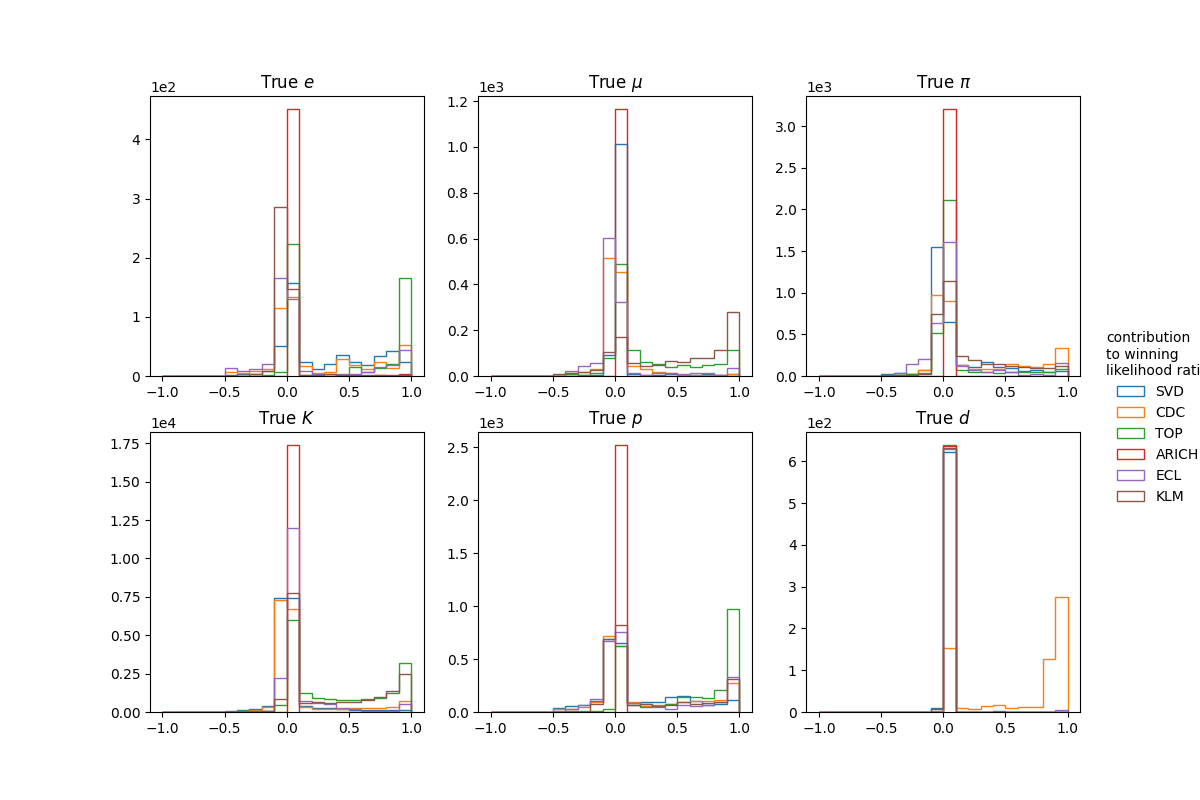 True e
1e2
4
3
2
1
0
−1.0 −0.5 0.0 0.5 1.0
True μ
1e3
1.2
1.0
0.8
0.6
0.4
0.2
0.0
−1.0 −0.5 0.0 0.5 1.0
True π
1e3
3.0
2.5
2.0
1.5
1.0
0.5
0.0
−1.0 −0.5 0.0 0.5 1.0
True K
1e4
1.75
1.50
1.25
1.00
0.75
0.50
0.25
0.00
−1.0 −0.5 0.0 0.5 1.0
True p
1e3
2.5
2.0
1.5
1.0
0.5
0.0
−1.0 −0.5 0.0 0.5 1.0
True d
1e2
6
5
4
3
2
1
0
−1.0 −0.5 0.0 0.5 1.0
contribution
to winning
likelihood rati
SVD
CDC
TOP
ARICH
ECL
KLM